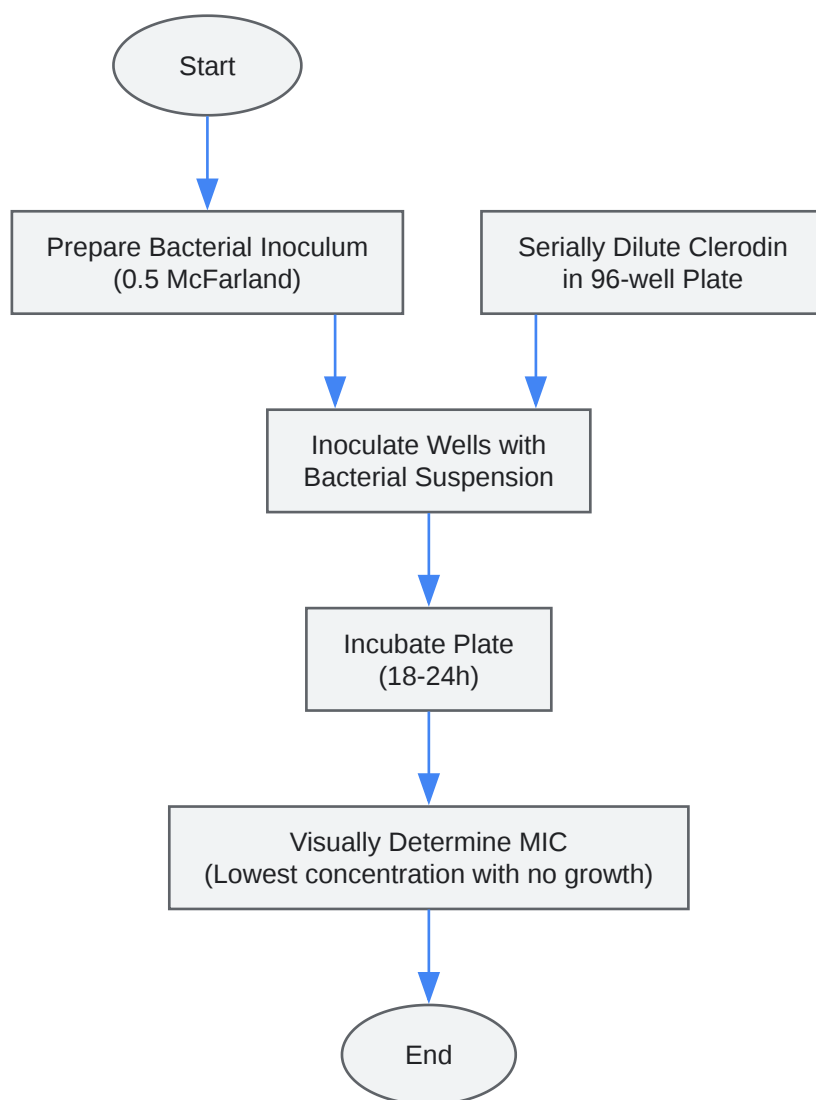 Start
Prepare Bacterial Inoculum
(0.5 McFarland)
Serially Dilute Clerodin
in 96-well Plate
Inoculate Wells with
Bacterial Suspension
Incubate Plate
(18-24h)
Visually Determine MIC
(Lowest concentration with no growth)
End